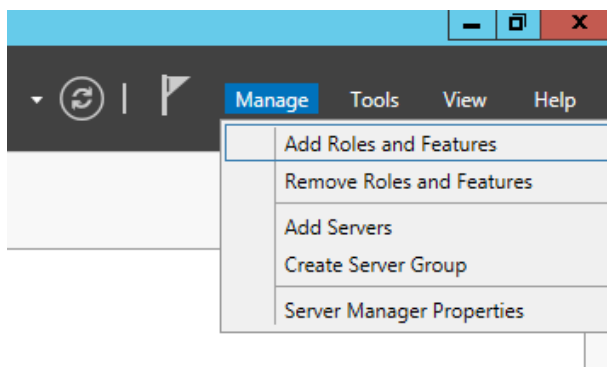 Manage Tools View Help
Add Roles and Features
Remove Roles and Features
Add Servers
Create Server Group
Server Manager Properties